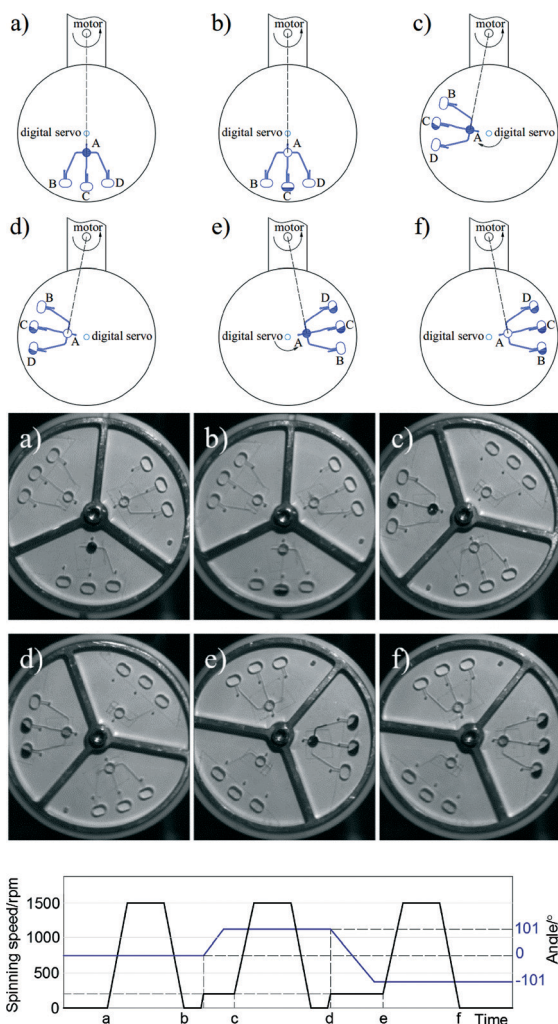 a)
motor
digital servo
A
B
C
D
b)
motor
digital servo
A
B
C
D
c)
motor
B
C
D
A
digital servo
d)
motor
B
C
D
A
digital servo
e)
motor
digital servo
A
D
C
B
f)
motor
digital servo
A
D
C
B
a)
b)
c)
d)
e)
f)
Spinning speed/rpm
1500
1000
500
0
101
0
-101
Angle/°
a b c d e f Time